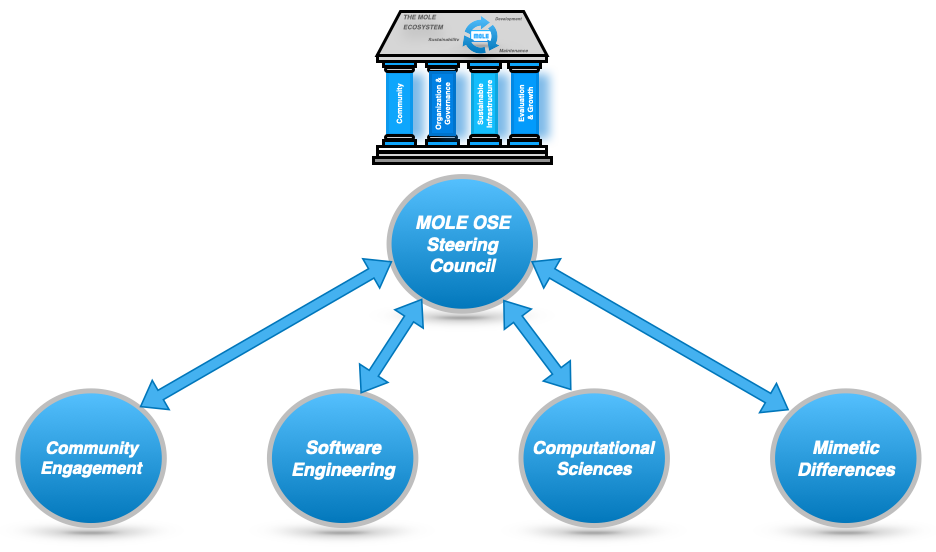 THE MOLE
ECOSYSTEM
Development
MOLE
Sustainability
Maintenance
Community
Organization &
Governance
Sustainable
Infrastructure
Evaluation
& Growth
MOLE OSE
Steering
Council
Community
Engagement
Software
Engineering
Computational
Sciences
Mimetic
Differences